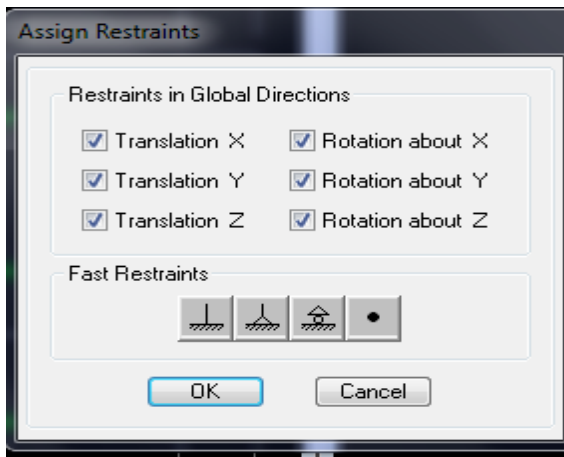 Assign Restraints
Restraints in Global Directions
Translation X Rotation about X
Translation Y Rotation about Y
Translation Z Rotation about Z
Fast Restraints
OK Cancel